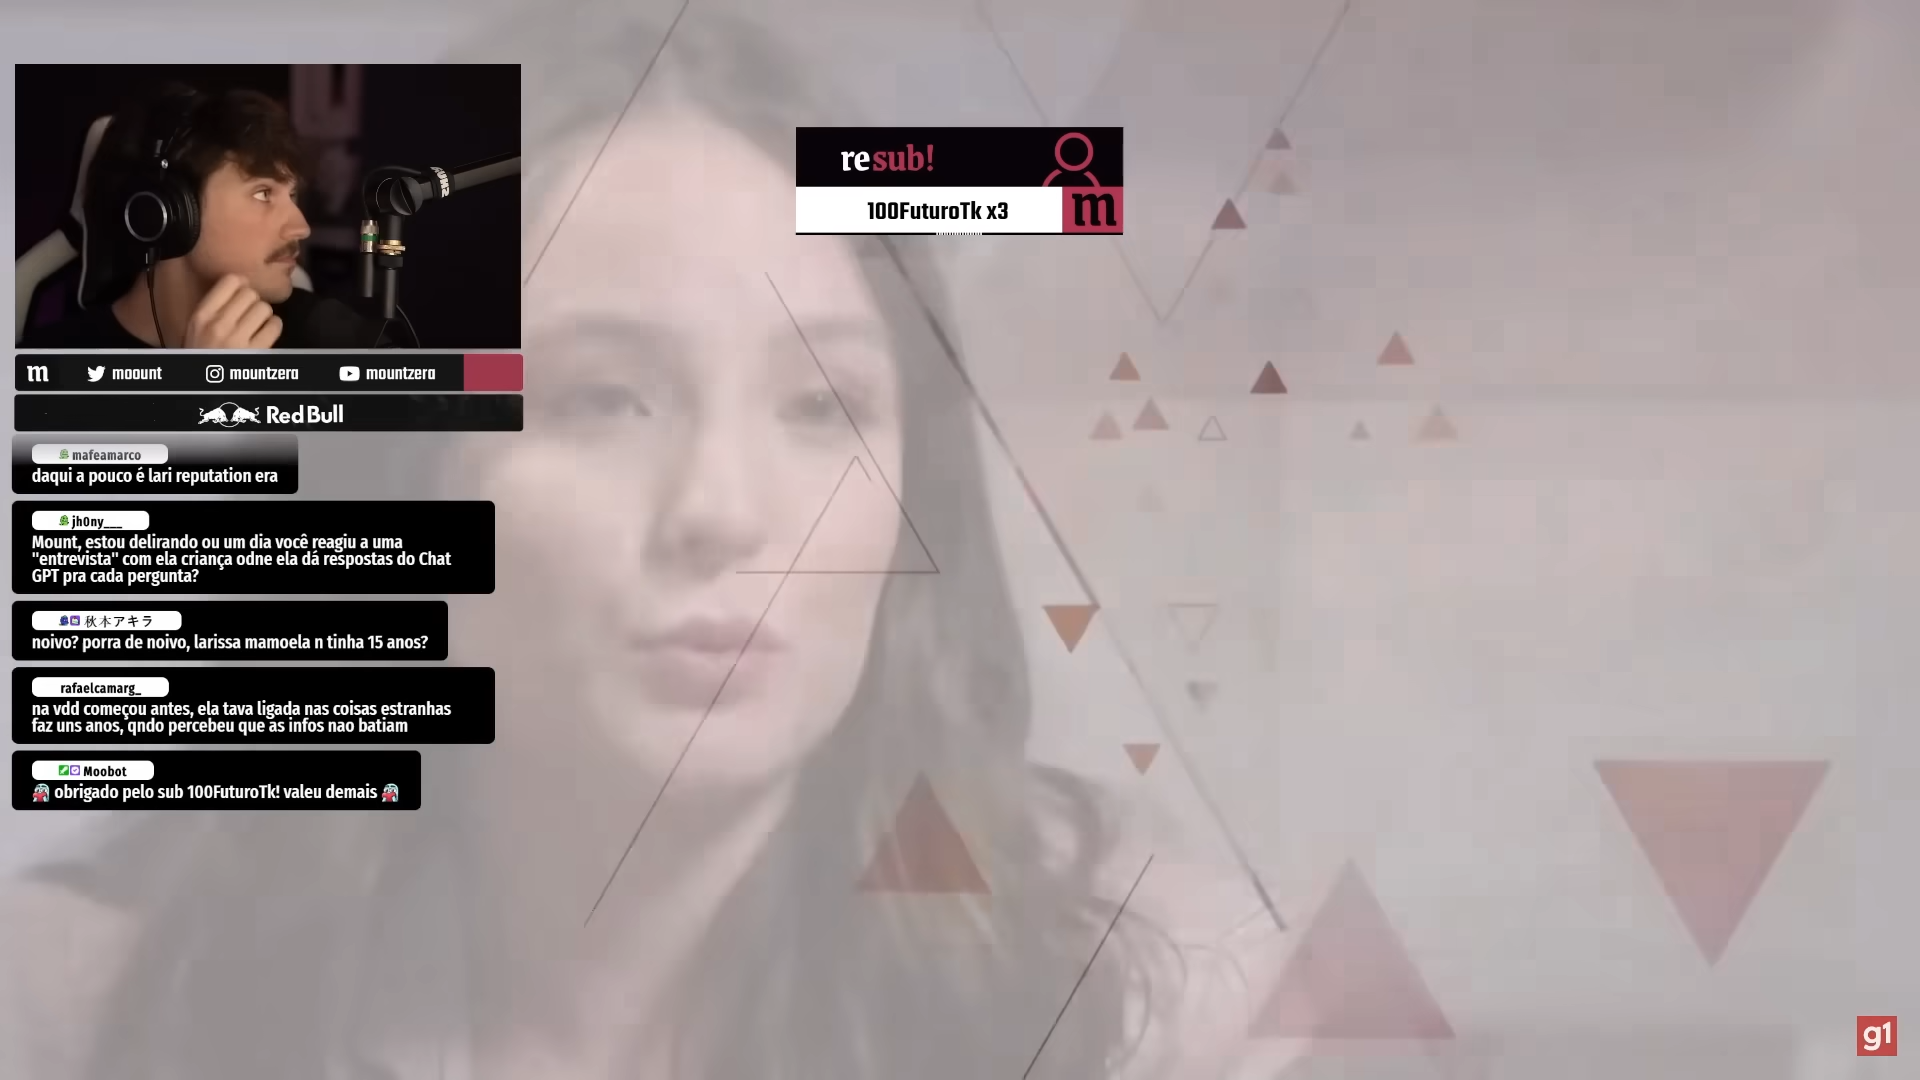 resub!
100FuturoTk x3
m
m moount mountzera mountzera
Red Bull
mafeamarco
daqui a pouco é lari reputation era
jh0ny___
Mount, estou delirando ou um dia você reagiu a uma
"entrevista" com ela criança odne ela dá respostas do Chat
GPT pra cada pergunta?
秋本アキラ
noivo? porra de noivo, larissa mamoela n tinha 15 anos?
rafaelcamarg_
na vdd começou antes, ela tava ligada nas coisas estranhas
faz uns anos, qndo percebeu que as infos nao batiam
Moobot
obrigado pelo sub 100FuturoTk! valeu demais
g1